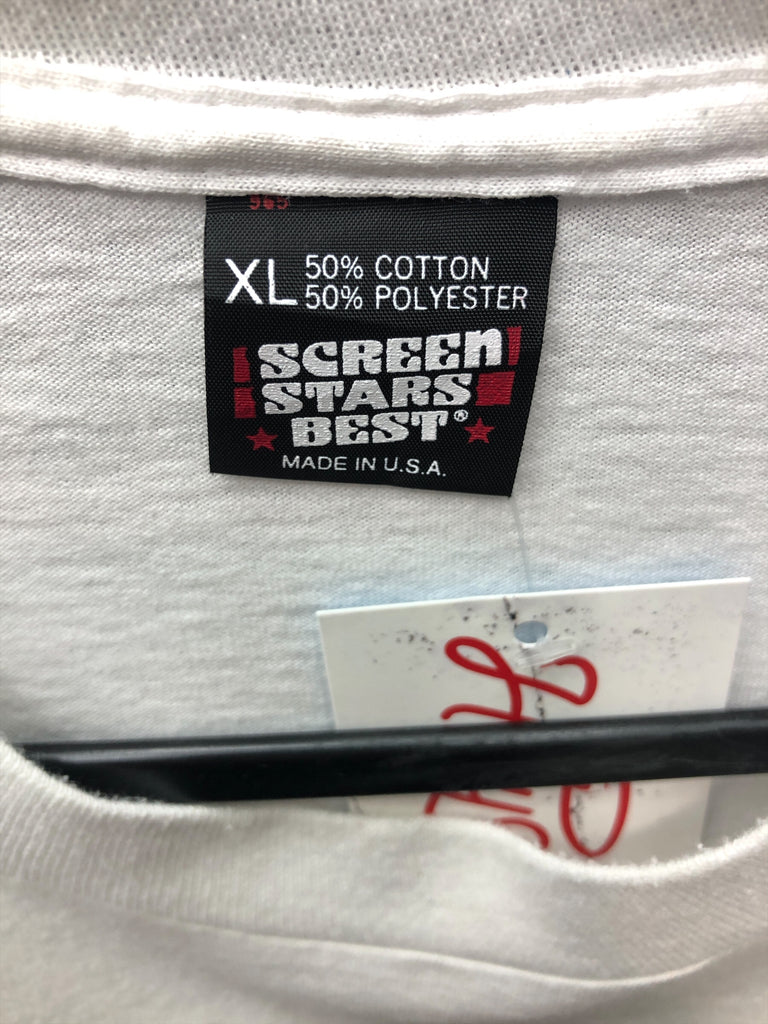 XL 50% COTTON
50% POLYESTER
SCREEN
STARS
BEST®
MADE IN U.S.A.